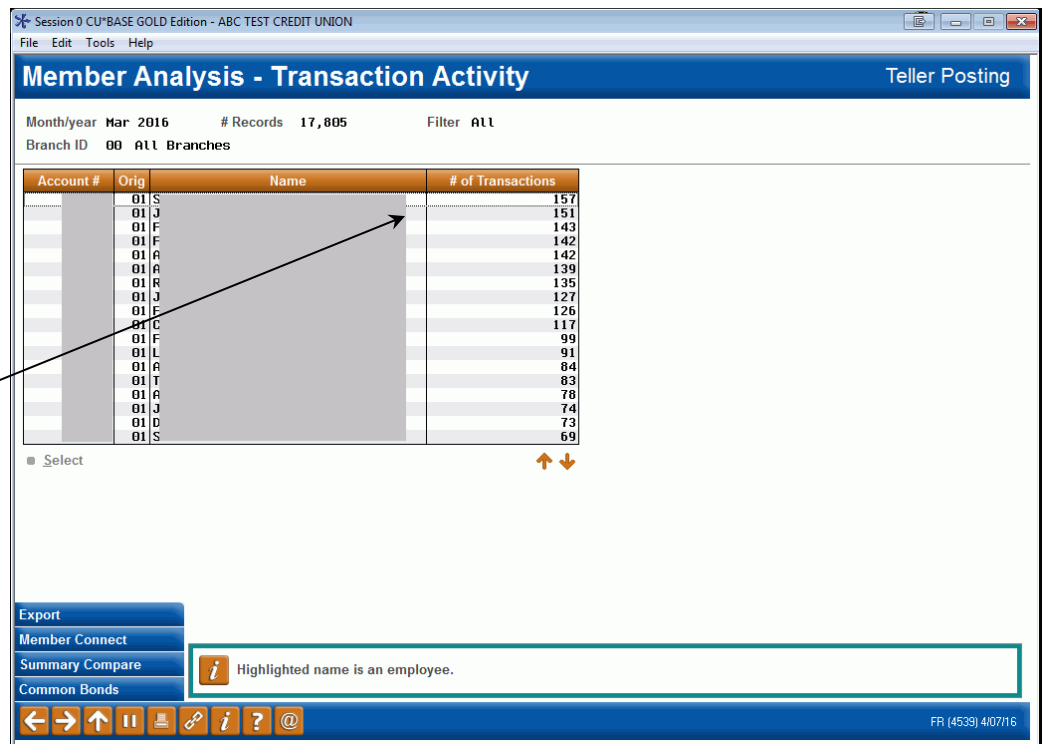 Session 0 CU*BASE GOLD Edition - ABC TEST CREDIT UNION
File Edit Tools Help
Member Analysis - Transaction Activity Teller Posting
Month/year Mar 2016 # Records 17,805 Filter All
Branch ID 00 All Branches
Account # Orig Name # of Transactions
01 S 157
01 J 151
01 F 143
01 F 142
01 A 142
01 A 139
01 R 135
01 J 127
01 F 126
01 C 117
01 F 99
01 L 91
01 A 84
01 T 83
01 A 78
01 J 74
01 D 73
01 S 69
Select
Export
Member Connect
Summary Compare
Common Bonds
Highlighted name is an employee.
FR (4539) 4/07/16